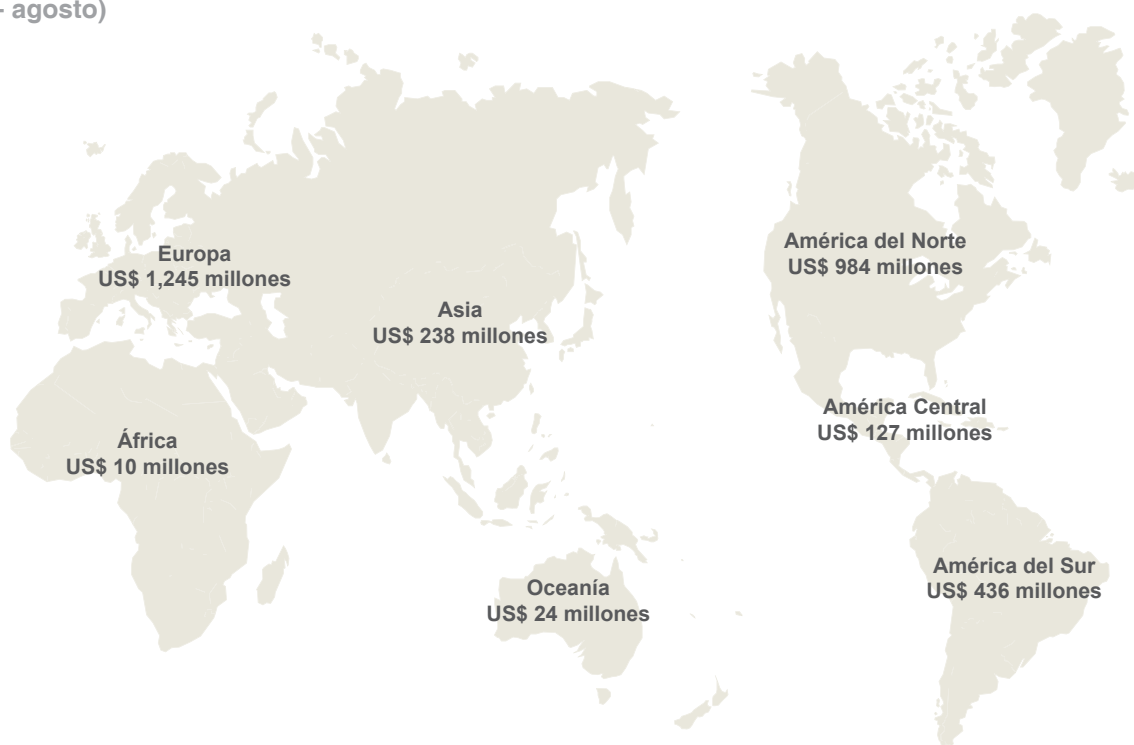 - agosto)
Europa
US$ 1,245 millones
América del Norte
US$ 984 millones
Asia
US$ 238 millones
América Central
US$ 127 millones
África
US$ 10 millones
América del Sur
US$ 436 millones
Oceanía
US$ 24 millones